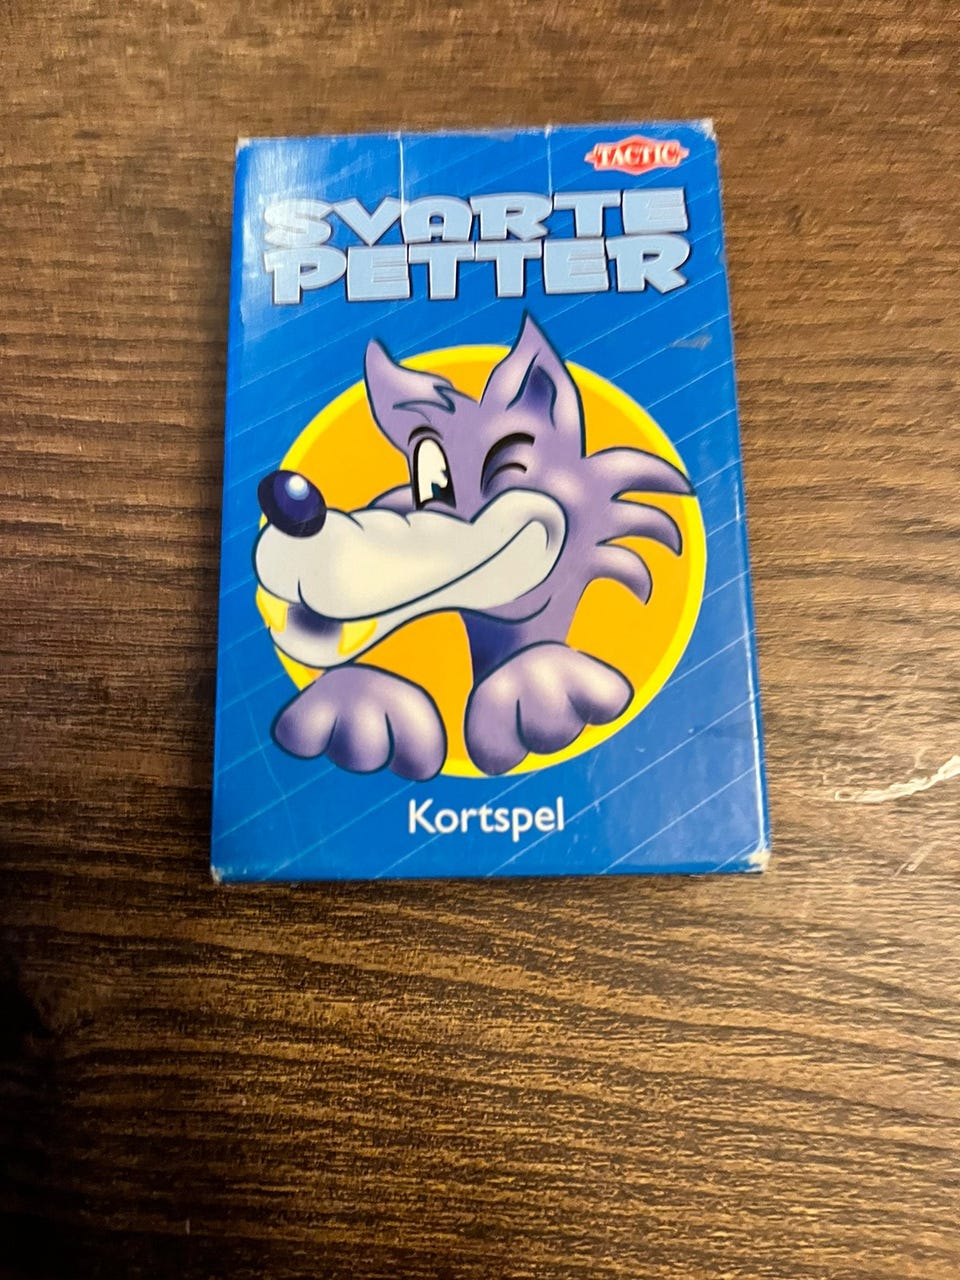 TACTIC
SVARTE
PETTER
Kortspel